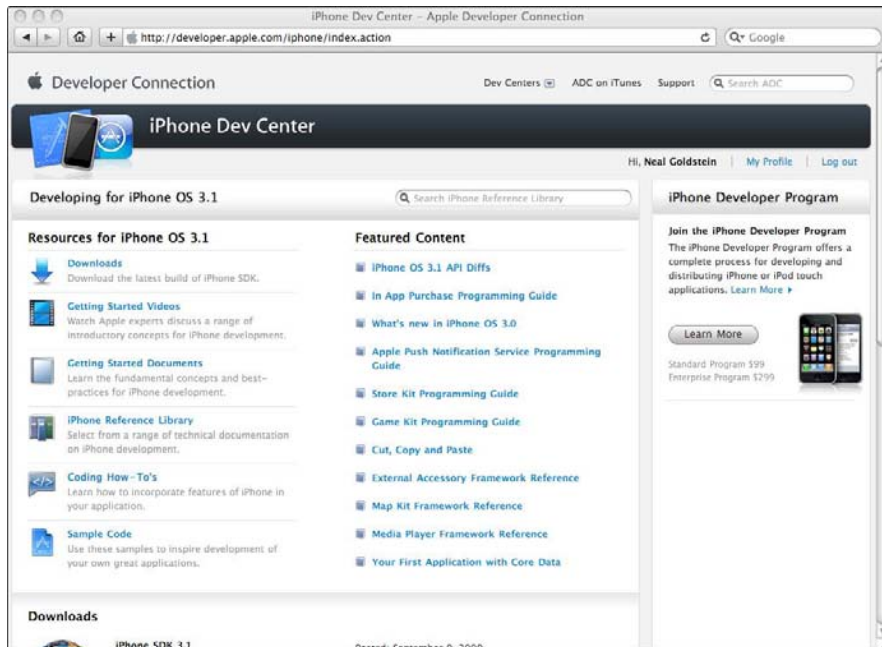 iPhone Dev Center – Apple Developer Connection
http://developer.apple.com/iphone/index.action
Google
Developer Connection
Dev Centers
ADC on iTunes
Support
Search ADC
iPhone Dev Center
Hi, Neal Goldstein | My Profile | Log out
Developing for iPhone OS 3.1
Search iPhone Reference Library
Resources for iPhone OS 3.1
Downloads
Download the latest build of iPhone SDK.
Getting Started Videos
Watch Apple experts discuss a range of
introductory concepts for iPhone development.
Getting Started Documents
Learn the fundamental concepts and best–
practices for iPhone development.
iPhone Reference Library
Select from a range of technical documentation
on iPhone development.
Coding How–To's
Learn how to incorporate features of iPhone in
your application.
Sample Code
Use these samples to inspire development of
your own great applications.
Featured Content
iPhone OS 3.1 API Diffs
In App Purchase Programming Guide
What's new in iPhone OS 3.0
Apple Push Notification Service Programming
Guide
Store Kit Programming Guide
Game Kit Programming Guide
Cut, Copy and Paste
External Accessory Framework Reference
Map Kit Framework Reference
Media Player Framework Reference
Your First Application with Core Data
iPhone Developer Program
Join the iPhone Developer Program
The iPhone Developer Program offers a
complete process for developing and
distributing iPhone or iPod touch
applications. Learn More
Learn More
Standard Program $99
Enterprise Program $299
Downloads
iPhone SDK 3.1
Posted: September 9, 2009